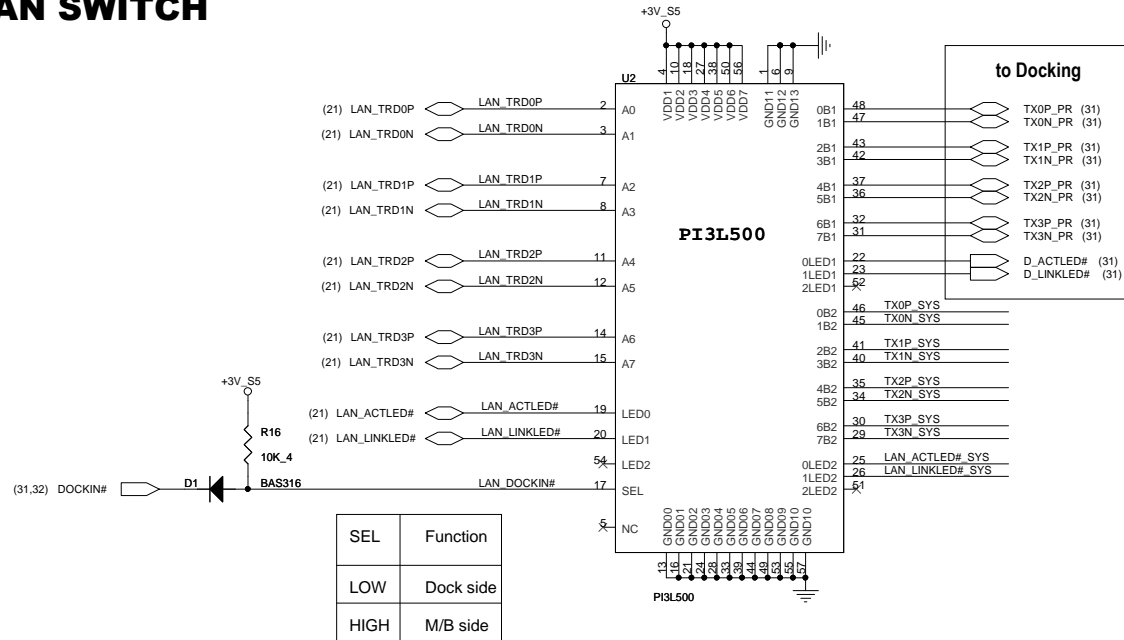 AN SWITCH
+3V_S5
U2
4 10 18 27 38 50 56 1 6 9
VDD1 VDD2 VDD3 VDD4 VDD5 VDD6 VDD7 GND11 GND12 GND13
to Docking
(21) LAN_TRD0P LAN_TRD0P 2 A0
(21) LAN_TRD0N LAN_TRD0N 3 A1
(21) LAN_TRD1P LAN_TRD1P 7 A2
(21) LAN_TRD1N LAN_TRD1N 8 A3
(21) LAN_TRD2P LAN_TRD2P 11 A4
(21) LAN_TRD2N LAN_TRD2N 12 A5
(21) LAN_TRD3P LAN_TRD3P 14 A6
(21) LAN_TRD3N LAN_TRD3N 15 A7
(21) LAN_ACTLED# LAN_ACTLED# 19 LED0
(21) LAN_LINKLED# LAN_LINKLED# 20 LED1
54 LED2
(31,32) DOCKIN# D1 BAS316 LAN_DOCKIN# 17 SEL
5 NC
+3V_S5
R16
10K_4
PI3L500
0B1 48 TX0P_PR (31)
1B1 47 TX0N_PR (31)
2B1 43 TX1P_PR (31)
3B1 42 TX1N_PR (31)
4B1 37 TX2P_PR (31)
5B1 36 TX2N_PR (31)
6B1 32 TX3P_PR (31)
7B1 31 TX3N_PR (31)
0LED1 22 D_ACTLED# (31)
1LED1 23 D_LINKLED# (31)
2LED1 52
0B2 46 TX0P_SYS
1B2 45 TX0N_SYS
2B2 41 TX1P_SYS
3B2 40 TX1N_SYS
4B2 35 TX2P_SYS
5B2 34 TX2N_SYS
6B2 30 TX3P_SYS
7B2 29 TX3N_SYS
0LED2 25 LAN_ACTLED#_SYS
1LED2 26 LAN_LINKLED#_SYS
2LED2 51
GND00 GND01 GND02 GND03 GND04 GND05 GND06 GND07 GND08 GND09 GND10 GND10
13 16 21 24 28 33 39 44 49 53 55 57
PI3L500
SEL Function
LOW Dock side
HIGH M/B side